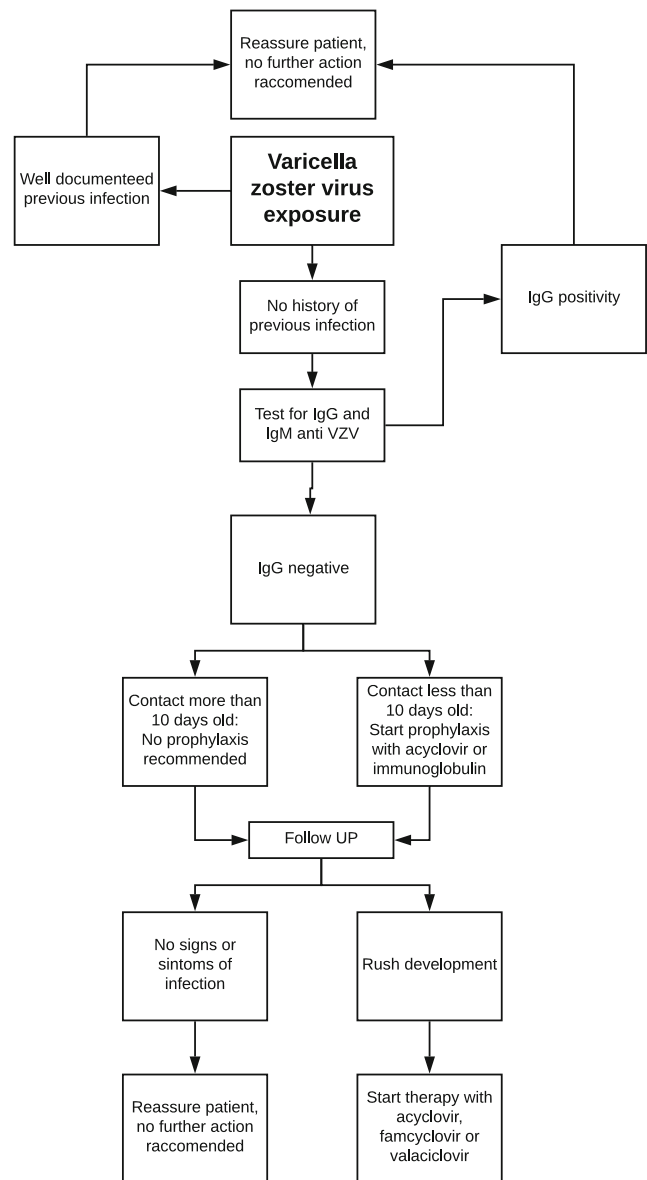 Reassure patient,
no further action
raccomended
Well documenteed
previous infection
Varicella
zoster virus
exposure
IgG positivity
No history of
previous infection
Test for IgG and
IgM anti VZV
IgG negative
Contact more than
10 days old:
No prophylaxis
recommended
Contact less than
10 days old:
Start prophylaxis
with acyclovir or
immunoglobulin
Follow UP
No signs or
sintoms of
infection
Rush development
Reassure patient,
no further action
raccomended
Start therapy with
acyclovir,
famcyclovir or
valaciclovir